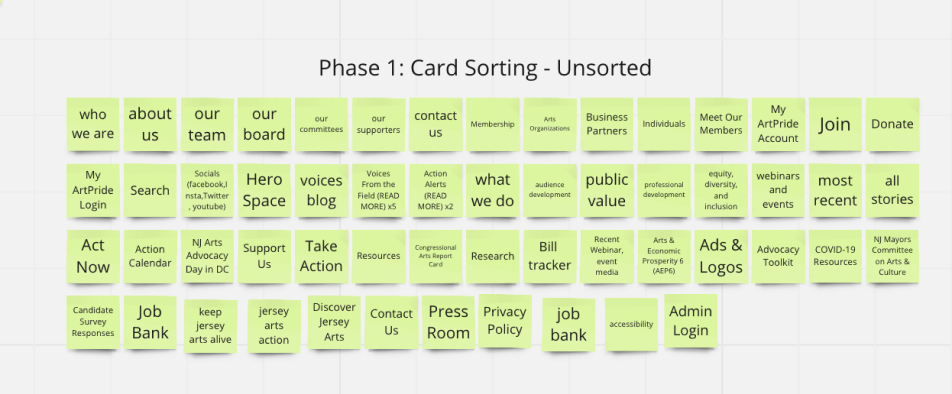 Phase 1: Card Sorting - Unsorted
who
we are
about
us
our
team
our
board
our
committees
our
supporters
contact
us
Membership
Arts
Organizations
Business
Partners
Individuals
Meet Our
Members
My
ArtPride
Account
Join
Donate
My
ArtPride
Login
Search
Socials
(facebook,I
nsta,Twitter
, youtube)
Hero
Space
voices
blog
Voices
From the
Field (READ
MORE) x5
Action
Alerts
(READ
MORE) x2
what
we do
audience
development
public
value
professional
development
equity,
diversity,
and
inclusion
webinars
and
events
most
recent
all
stories
Act
Now
Action
Calendar
NJ Arts
Advocacy
Day in DC
Support
Us
Take
Action
Resources
Congressional
Arts Report
Card
Research
Bill
tracker
Recent
Webinar,
event
media
Arts &
Economic
Prosperity 6
(AEP6)
Ads &
Logos
Advocacy
Toolkit
COVID-19
Resources
NJ Mayors
Committee
on Arts &
Culture
Candidate
Survey
Responses
Job
Bank
keep
jersey
arts alive
jersey
arts
action
Discover
Jersey
Arts
Contact
Us
Press
Room
Privacy
Policy
job
bank
accessibility
Admin
Login